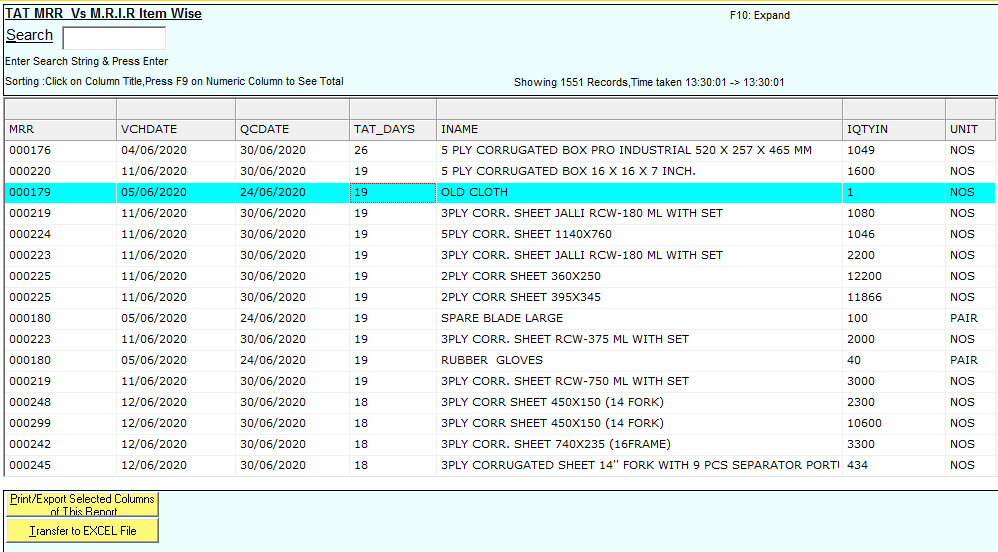 TAT MRR Vs M.R.I.R Item Wise
F10: Expand
Search
Enter Search String & Press Enter
Sorting :Click on Column Title,Press F9 on Numeric Column to See Total
Showing 1551 Records,Time taken 13:30:01 -> 13:30:01
MRR VCHDATE QCDATE TAT_DAYS INAME IQTYIN UNIT
000176 04/06/2020 30/06/2020 26 5 PLY CORRUGATED BOX PRO INDUSTRIAL 520 X 257 X 465 MM 1049 NOS
000220 11/06/2020 30/06/2020 19 5 PLY CORRUGATED BOX 16 X 16 X 7 INCH. 1600 NOS
000179 05/06/2020 24/06/2020 19 OLD CLOTH 1 NOS
000219 11/06/2020 30/06/2020 19 3PLY CORR. SHEET JALLI RCW-180 ML WITH SET 1080 NOS
000224 11/06/2020 30/06/2020 19 5PLY CORR. SHEET 1140X760 1046 NOS
000223 11/06/2020 30/06/2020 19 3PLY CORR. SHEET JALLI RCW-180 ML WITH SET 2200 NOS
000225 11/06/2020 30/06/2020 19 2PLY CORR SHEET 360X250 12200 NOS
000225 11/06/2020 30/06/2020 19 2PLY CORR SHEET 395X345 11866 NOS
000180 05/06/2020 24/06/2020 19 SPARE BLADE LARGE 100 PAIR
000223 11/06/2020 30/06/2020 19 3PLY CORR. SHEET RCW-375 ML WITH SET 2000 NOS
000180 05/06/2020 24/06/2020 19 RUBBER GLOVES 40 PAIR
000219 11/06/2020 30/06/2020 19 3PLY CORR. SHEET RCW-750 ML WITH SET 3000 NOS
000248 12/06/2020 30/06/2020 18 3PLY CORR SHEET 450X150 (14 FORK) 2300 NOS
000299 12/06/2020 30/06/2020 18 3PLY CORR SHEET 450X150 (14 FORK) 10600 NOS
000242 12/06/2020 30/06/2020 18 3PLY CORR. SHEET 740X235 (16FRAME) 3300 NOS
000245 12/06/2020 30/06/2020 18 3PLY CORRUGATED SHEET 14" FORK WITH 9 PCS SEPARATOR PORT 434 NOS
Print/Export Selected Columns
of This Report
Transfer to EXCEL File